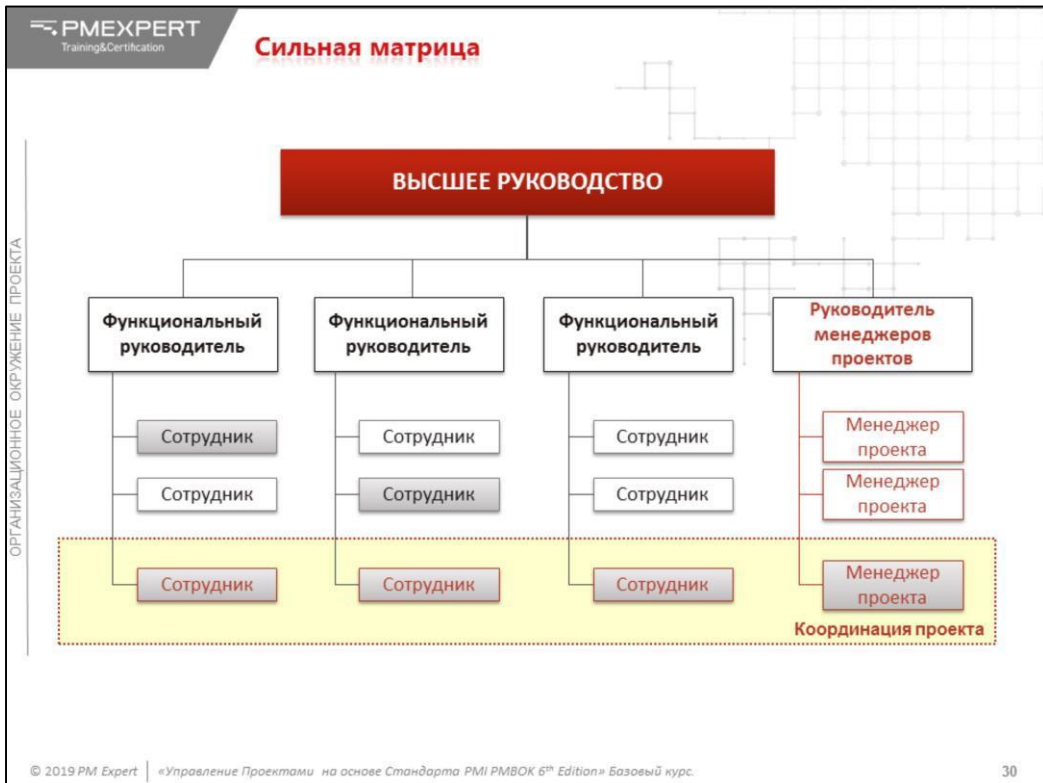 PMEXPERT
Training&Certification
Сильная матрица
ОРГАНИЗАЦИОННОЕ ОКРУЖЕНИЕ ПРОЕКТА
ВЫСШЕЕ РУКОВОДСТВО
Функциональный
руководитель
Функциональный
руководитель
Функциональный
руководитель
Руководитель
менеджеров
проектов
Сотрудник
Сотрудник
Сотрудник
Менеджер
проекта
Сотрудник
Сотрудник
Сотрудник
Менеджер
проекта
Сотрудник
Сотрудник
Сотрудник
Менеджер
проекта
Координация проекта
© 2019 PM Expert | «Управление Проектами на основе Стандарта PMI PMBOK 6th Edition» Базовый курс.
30